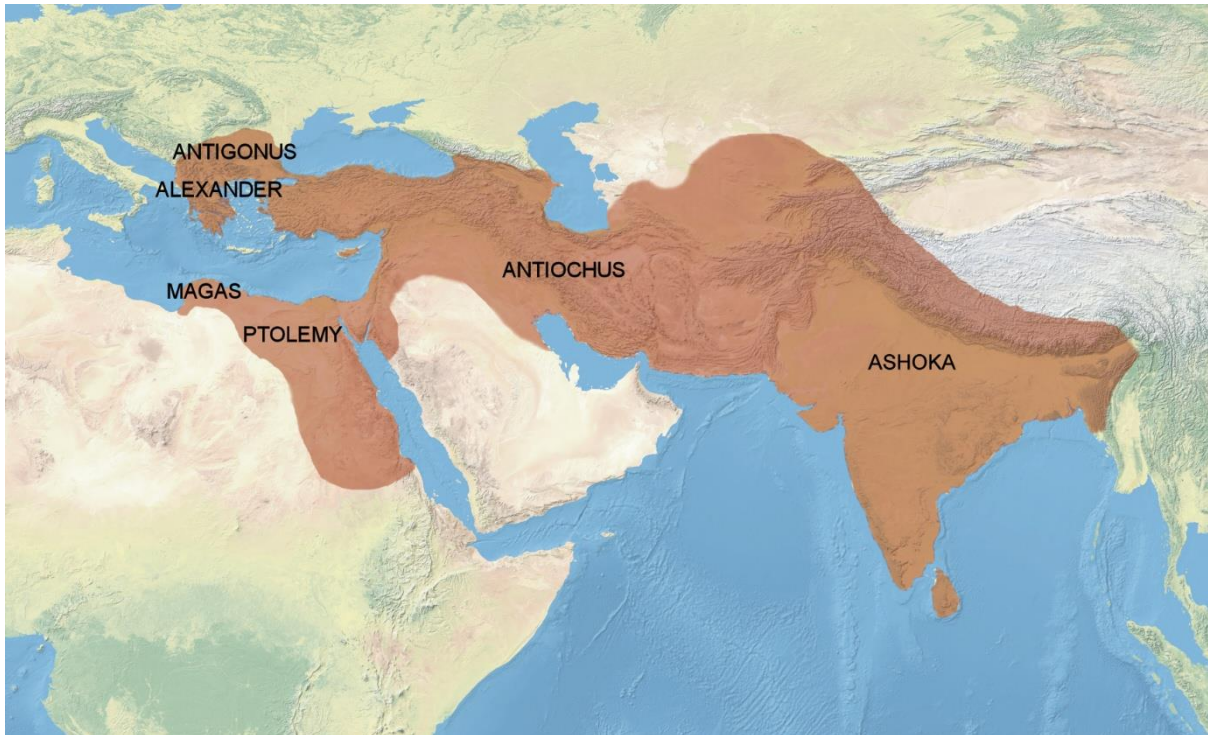 ANTIGONUS
ALEXANDER
ANTIOCHUS
MAGAS
PTOLEMY
ASHOKA